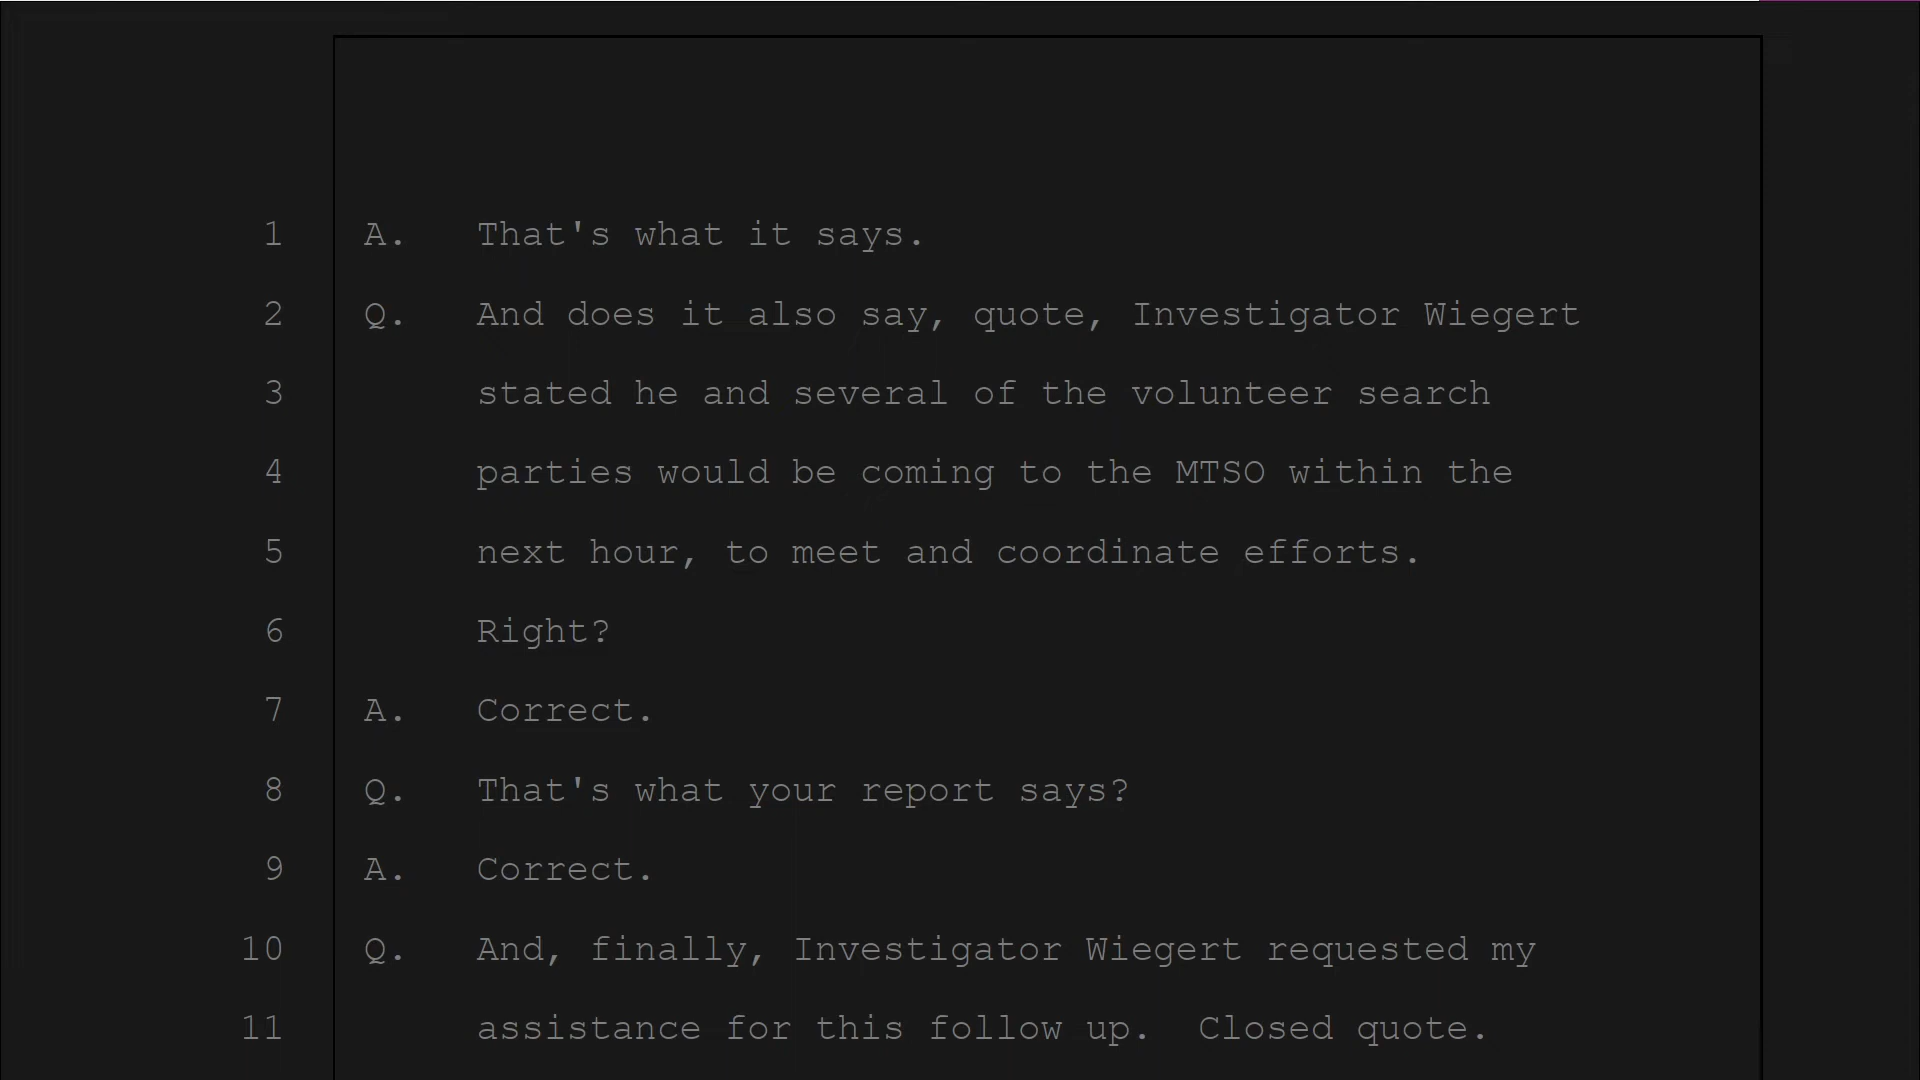 1 A. That's what it says.
2 Q. And does it also say, quote, Investigator Wiegert
3 stated he and several of the volunteer search
4 parties would be coming to the MTSO within the
5 next hour, to meet and coordinate efforts.
6 Right?
7 A. Correct.
8 Q. That's what your report says?
9 A. Correct.
10 Q. And, finally, Investigator Wiegert requested my
11 assistance for this follow up. Closed quote.